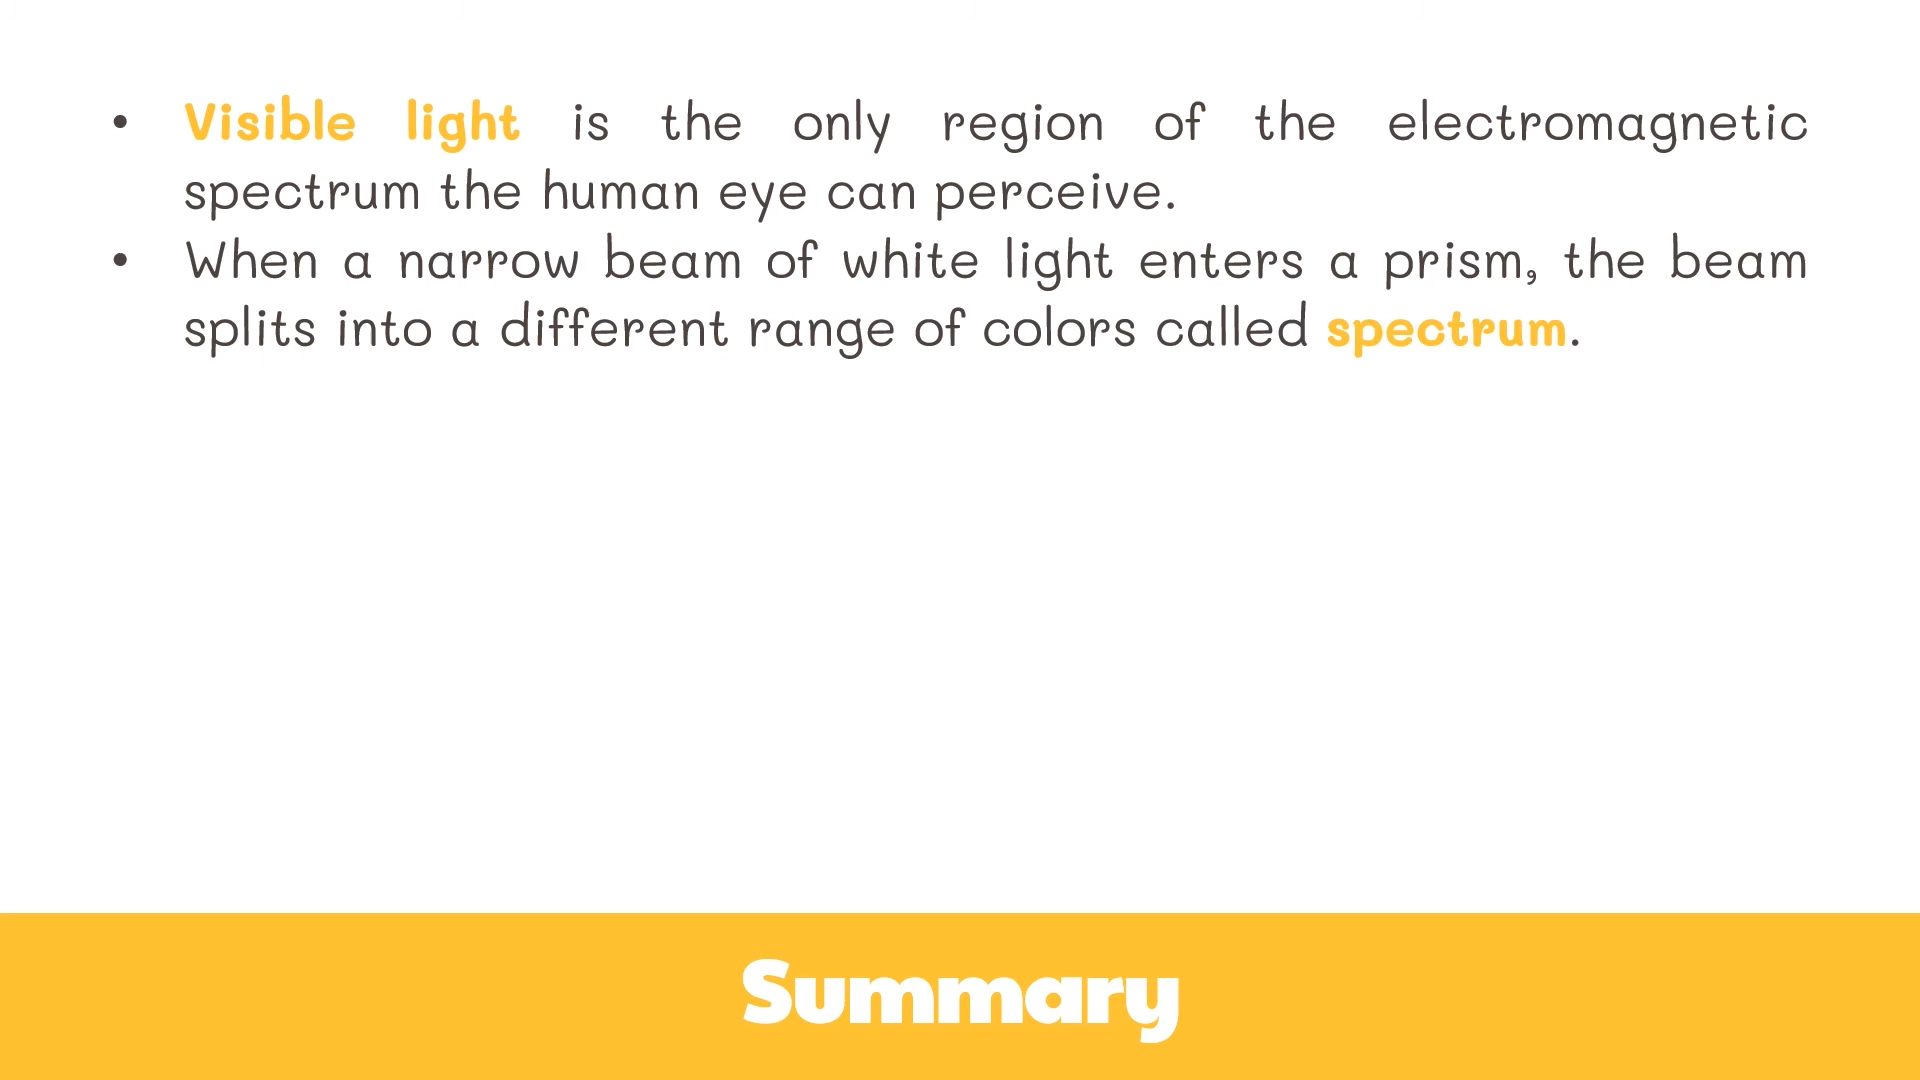 • Visible light is the only region of the electromagnetic
spectrum the human eye can perceive.
• When a narrow beam of white light enters a prism, the beam
splits into a different range of colors called spectrum.
Summary